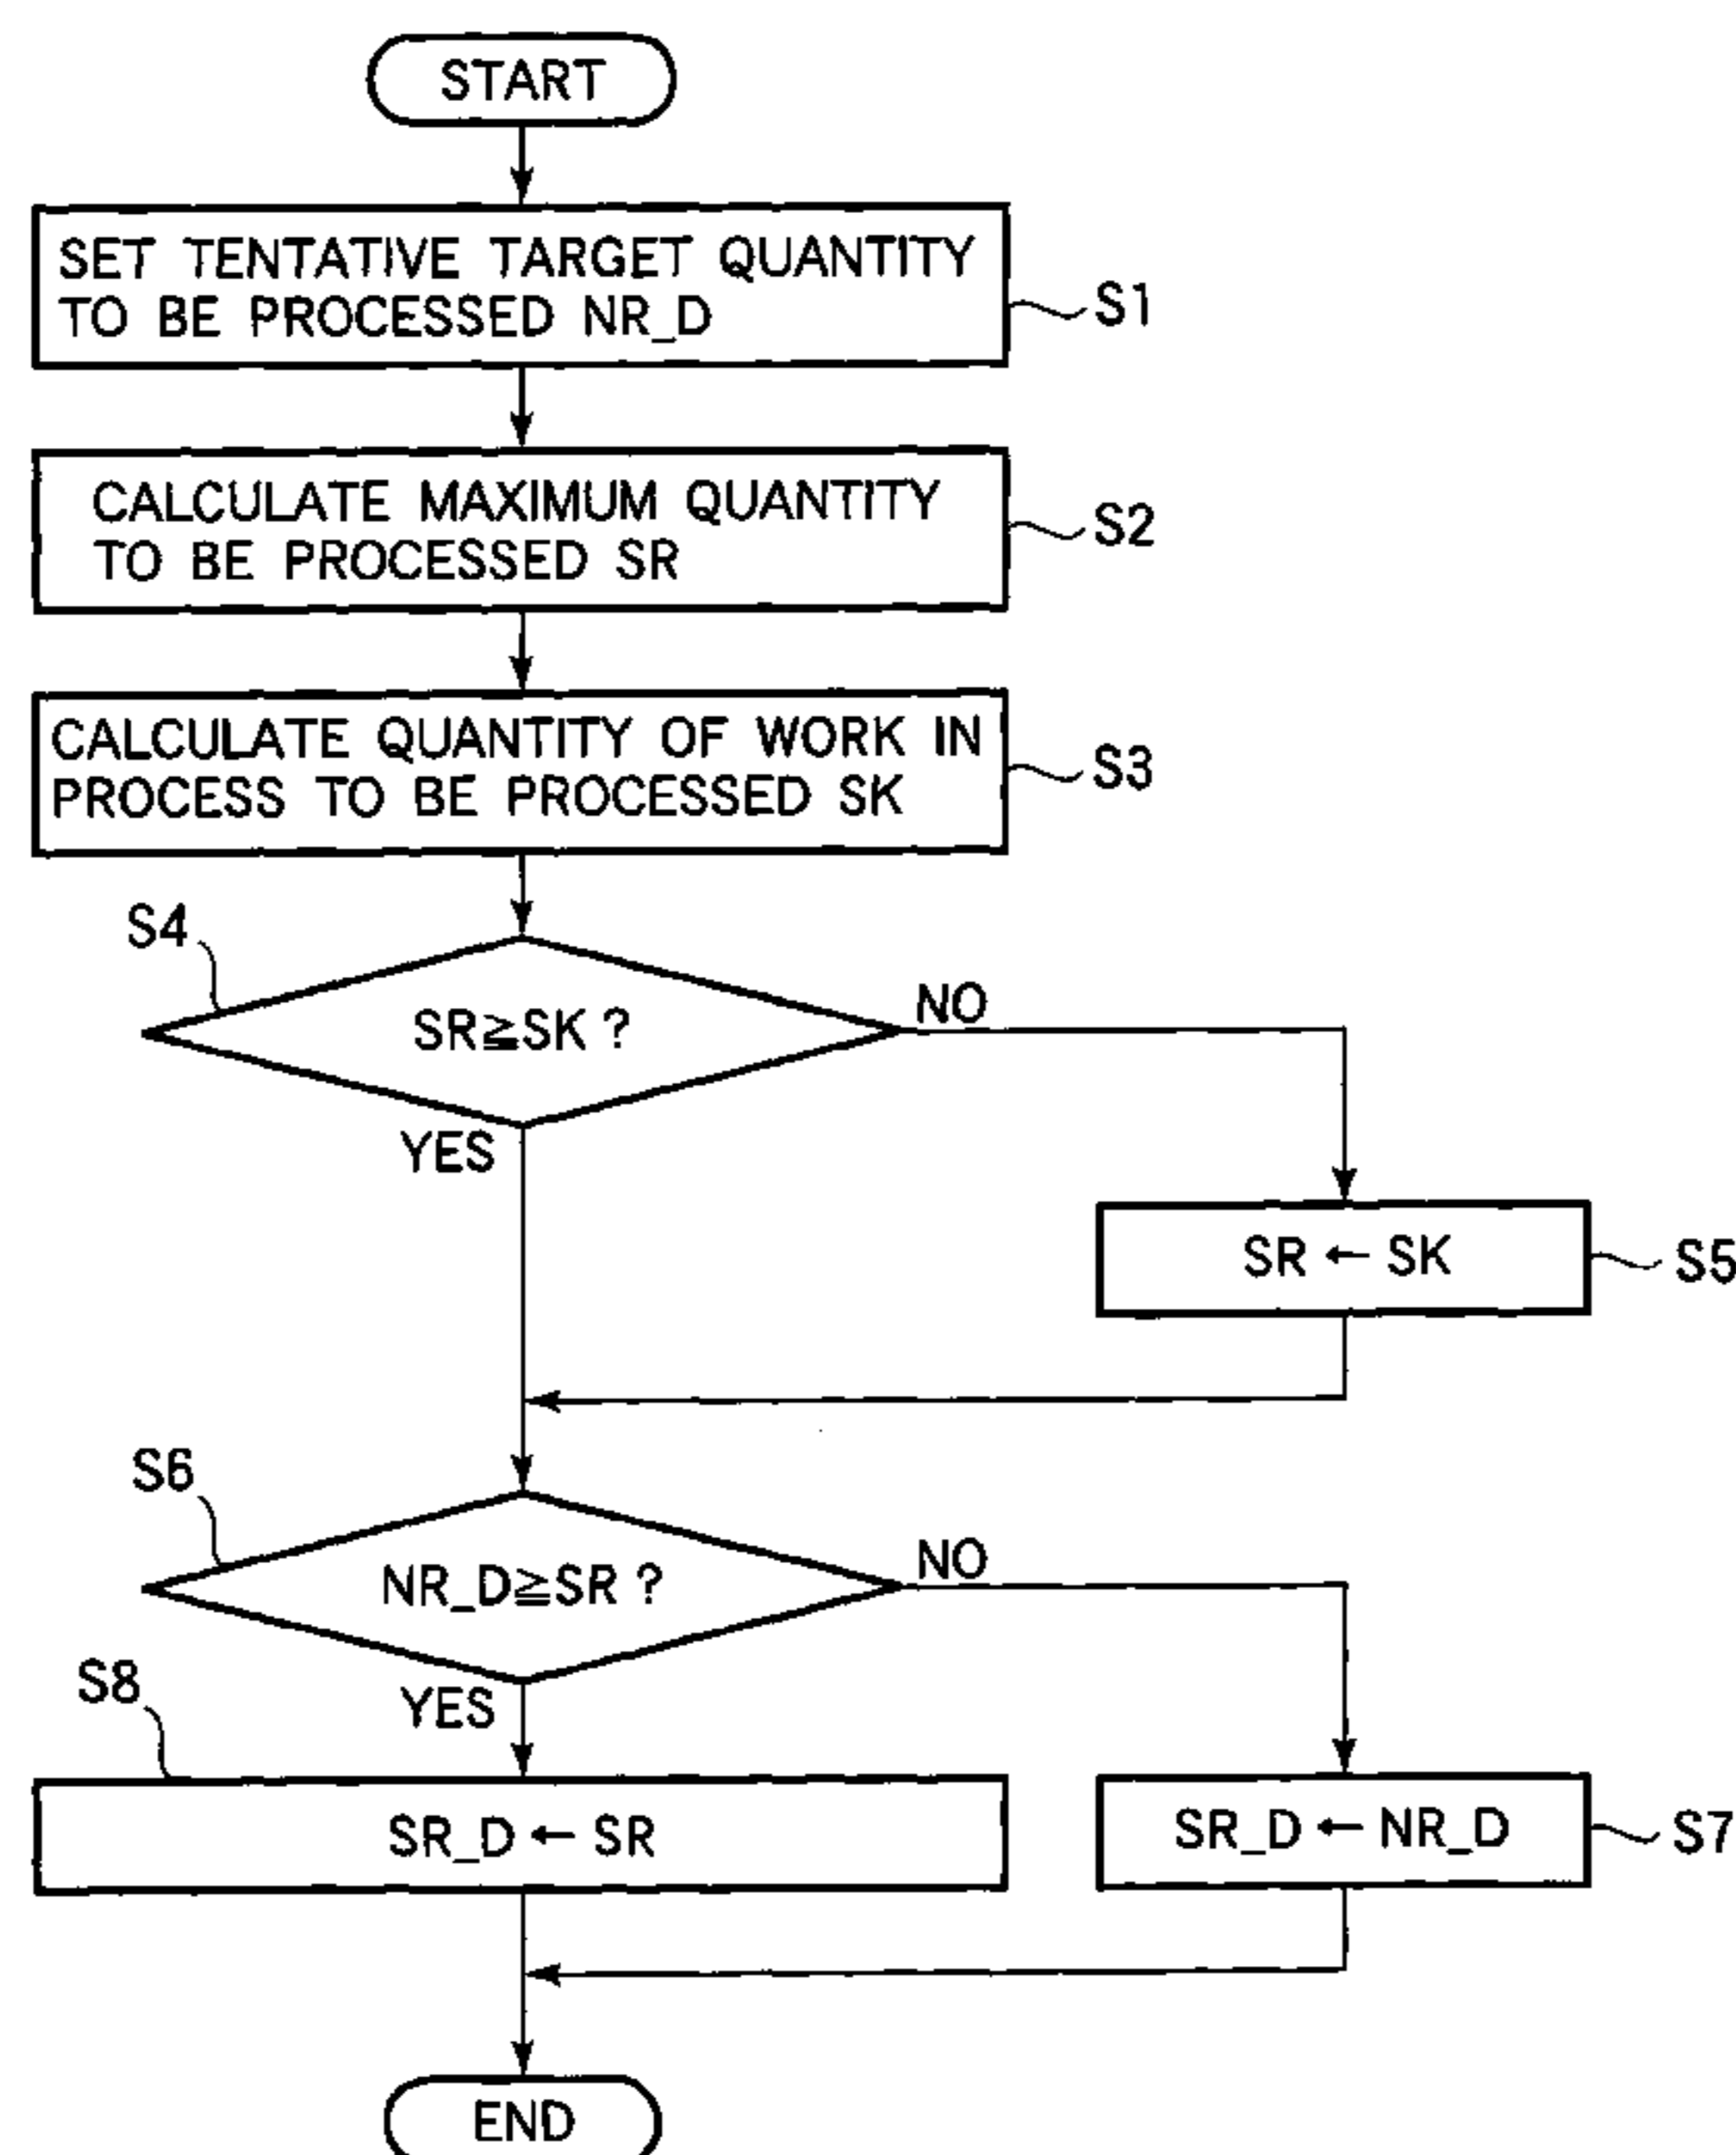 START
SET TENTATIVE TARGET QUANTITY
TO BE PROCESSED NR_D
S1
CALCULATE MAXIMUM QUANTITY
TO BE PROCESSED SR
S2
CALCULATE QUANTITY OF WORK IN
PROCESS TO BE PROCESSED SK
S3
S4
SR≧SK ?
NO
YES
SR ← SK
S5
S6
NR_D≧SR ?
NO
YES
S8
SR_D ← SR
SR_D ← NR_D
S7
END